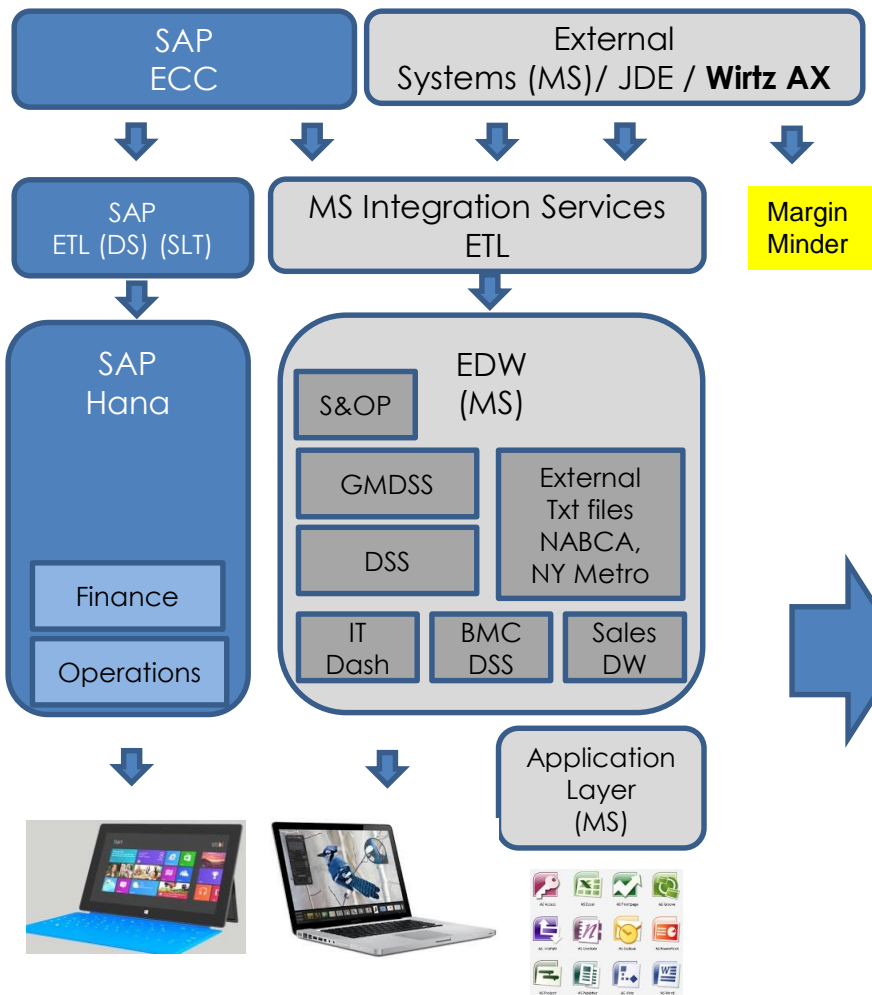 SAP
ECC
External
Systems (MS)/ JDE / Wirtz AX
SAP
ETL (DS) (SLT)
MS Integration Services
ETL
Margin
Minder
SAP
Hana
EDW
(MS)
S&OP
GMDSS
External
Txt files
NABCA,
NY Metro
DSS
Finance
Operations
IT
Dash
BMC
DSS
Sales
DW
Application
Layer
(MS)
Start